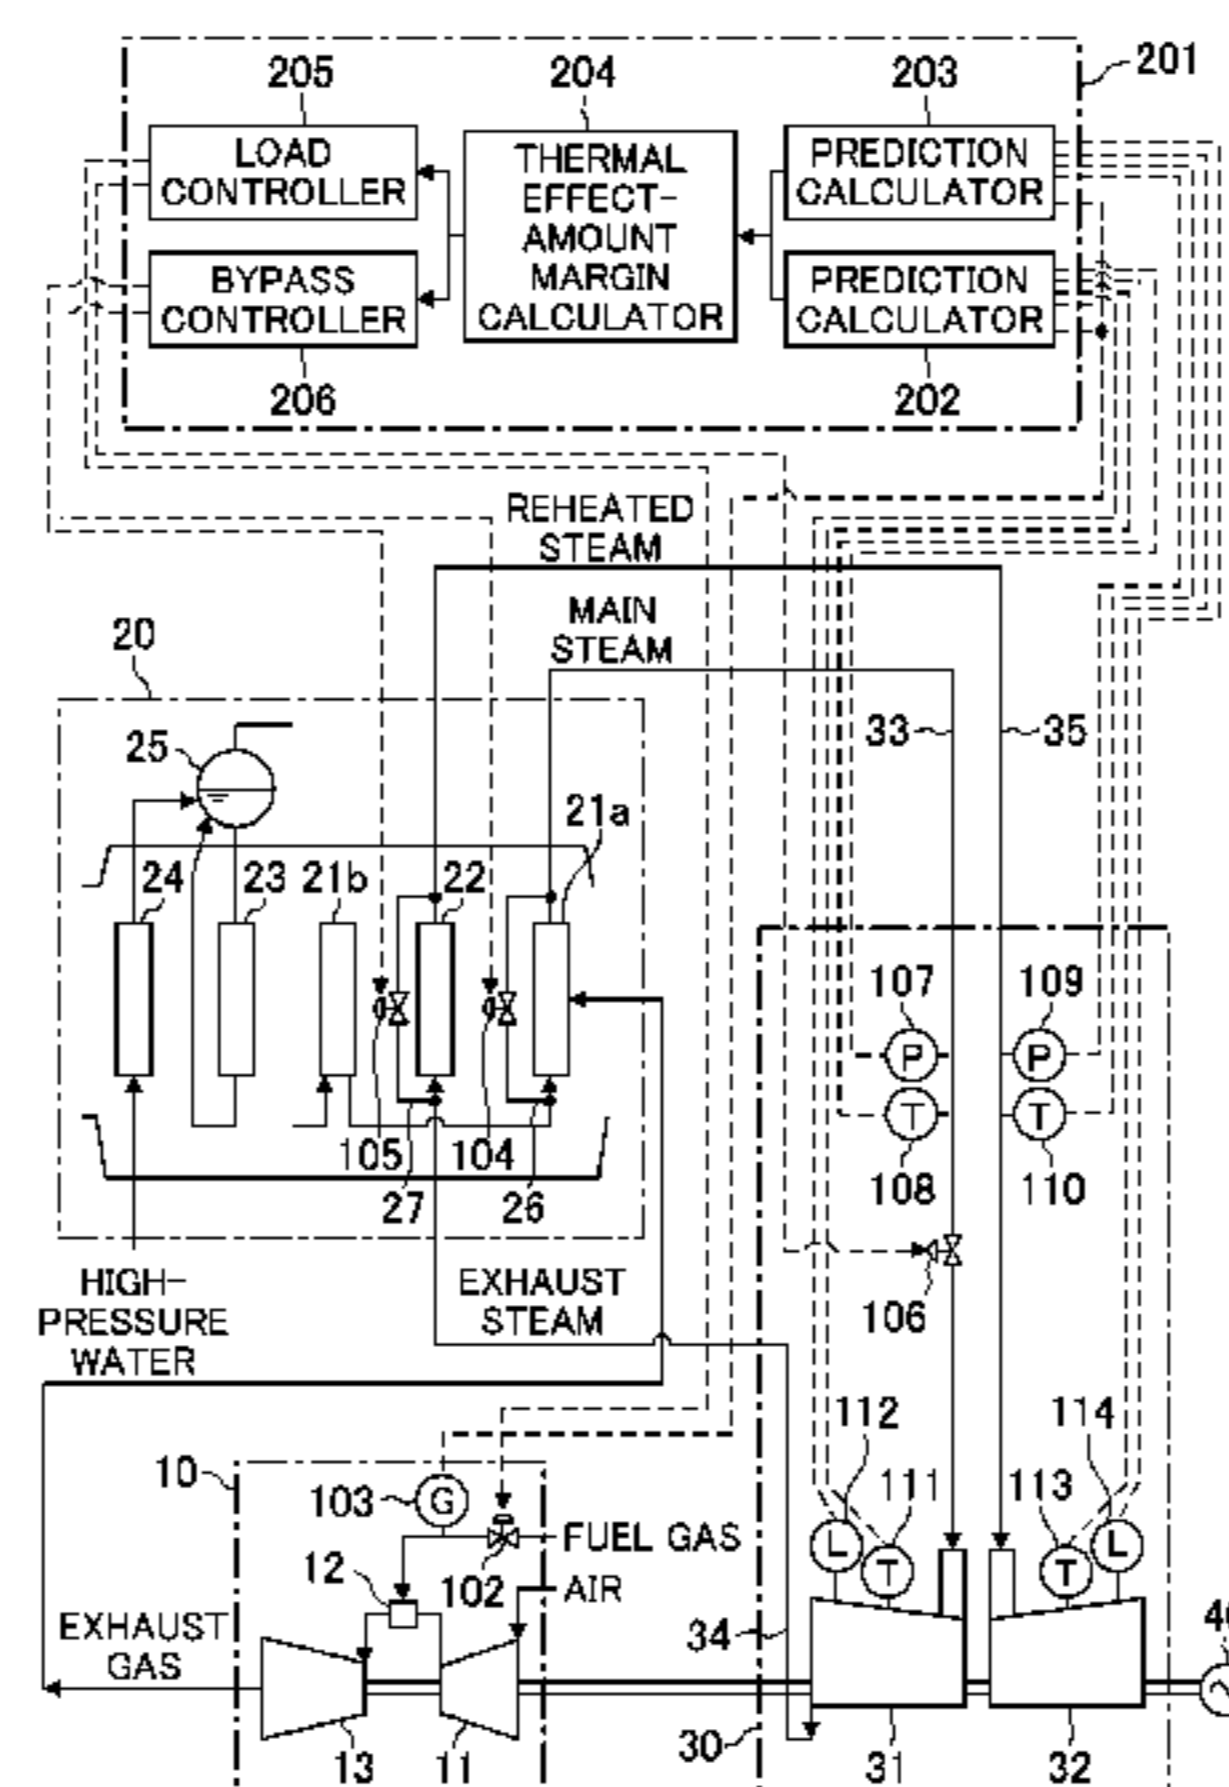 205
204
203
201
LOAD
CONTROLLER
THERMAL
EFFECT-
AMOUNT
MARGIN
CALCULATOR
PREDICTION
CALCULATOR
BYPASS
CONTROLLER
PREDICTION
CALCULATOR
206
202
REHEATED
STEAM
MAIN
STEAM
20
33
35
25
21a
24
23
21b
22
107
109
P
P
T
T
105
104
108
110
27
26
HIGH-
PRESSURE
WATER
EXHAUST
STEAM
106
112
114
10
103
G
111
113
L
L
FUEL GAS
T
T
12
102
AIR
EXHAUST
GAS
34
30
13
11
31
32